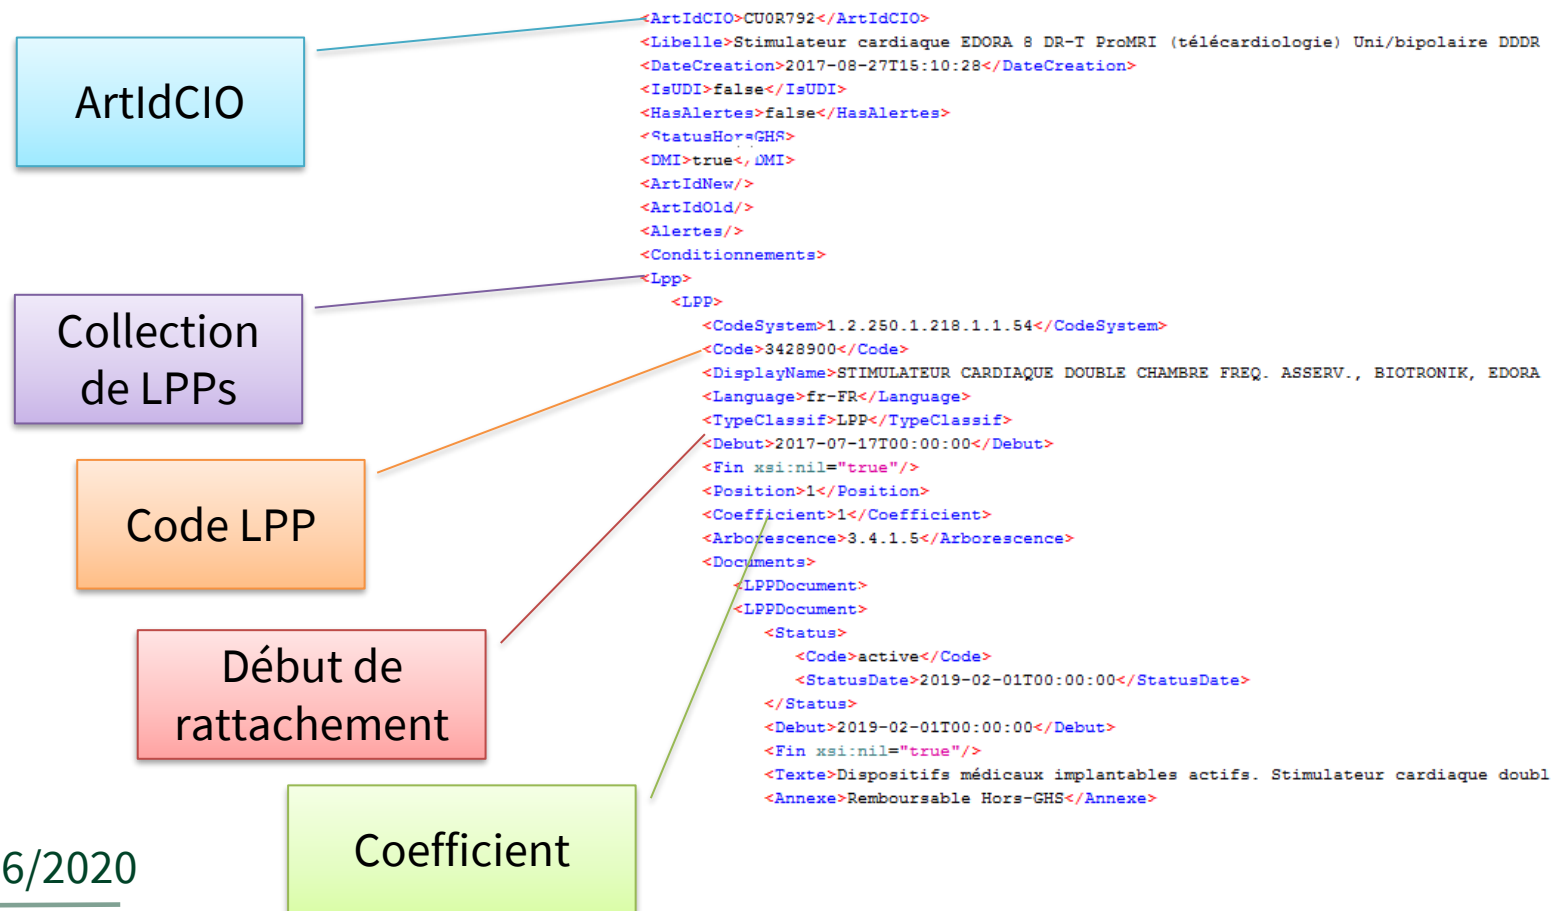 ArtIdCIO
Collection
de LPPs
Code LPP
Début de
rattachement
Coefficient
6/2020
<ArtIdCIO>CU0R792</ArtIdCIO>
<Libelle>Stimulateur cardiaque EDORA 8 DR-T ProMRI (télécardiologie) Uni/bipolaire DDDR
<DateCreation>2017-08-27T15:10:28</DateCreation>
<IsUDI>false</IsUDI>
<HasAlertes>false</HasAlertes>
<StatusHorsGHS>
<DMI>true</DMI>
<ArtIdNew/>
<ArtIdOld/>
<Alertes/>
<Conditionnements>
<Lpp>
<LPP>
<CodeSystem>1.2.250.1.218.1.1.54</CodeSystem>
<Code>3428900</Code>
<DisplayName>STIMULATEUR CARDIAQUE DOUBLE CHAMBRE FREQ. ASSERV., BIOTRONIK, EDORA
<Language>fr-FR</Language>
<TypeClassif>LPP</TypeClassif>
<Debut>2017-07-17T00:00:00</Debut>
<Fin xsi:nil="true"/>
<Position>1</Position>
<Coefficient>1</Coefficient>
<Arborescence>3.4.1.5</Arborescence>
<Documents>
<LPPDocument>
<LPPDocument>
<Status>
<Code>active</Code>
<StatusDate>2019-02-01T00:00:00</StatusDate>
</Status>
<Debut>2019-02-01T00:00:00</Debut>
<Fin xsi:nil="true"/>
<Texte>Dispositifs médicaux implantables actifs. Stimulateur cardiaque doubl
<Annexe>Remboursable Hors-GHS</Annexe>